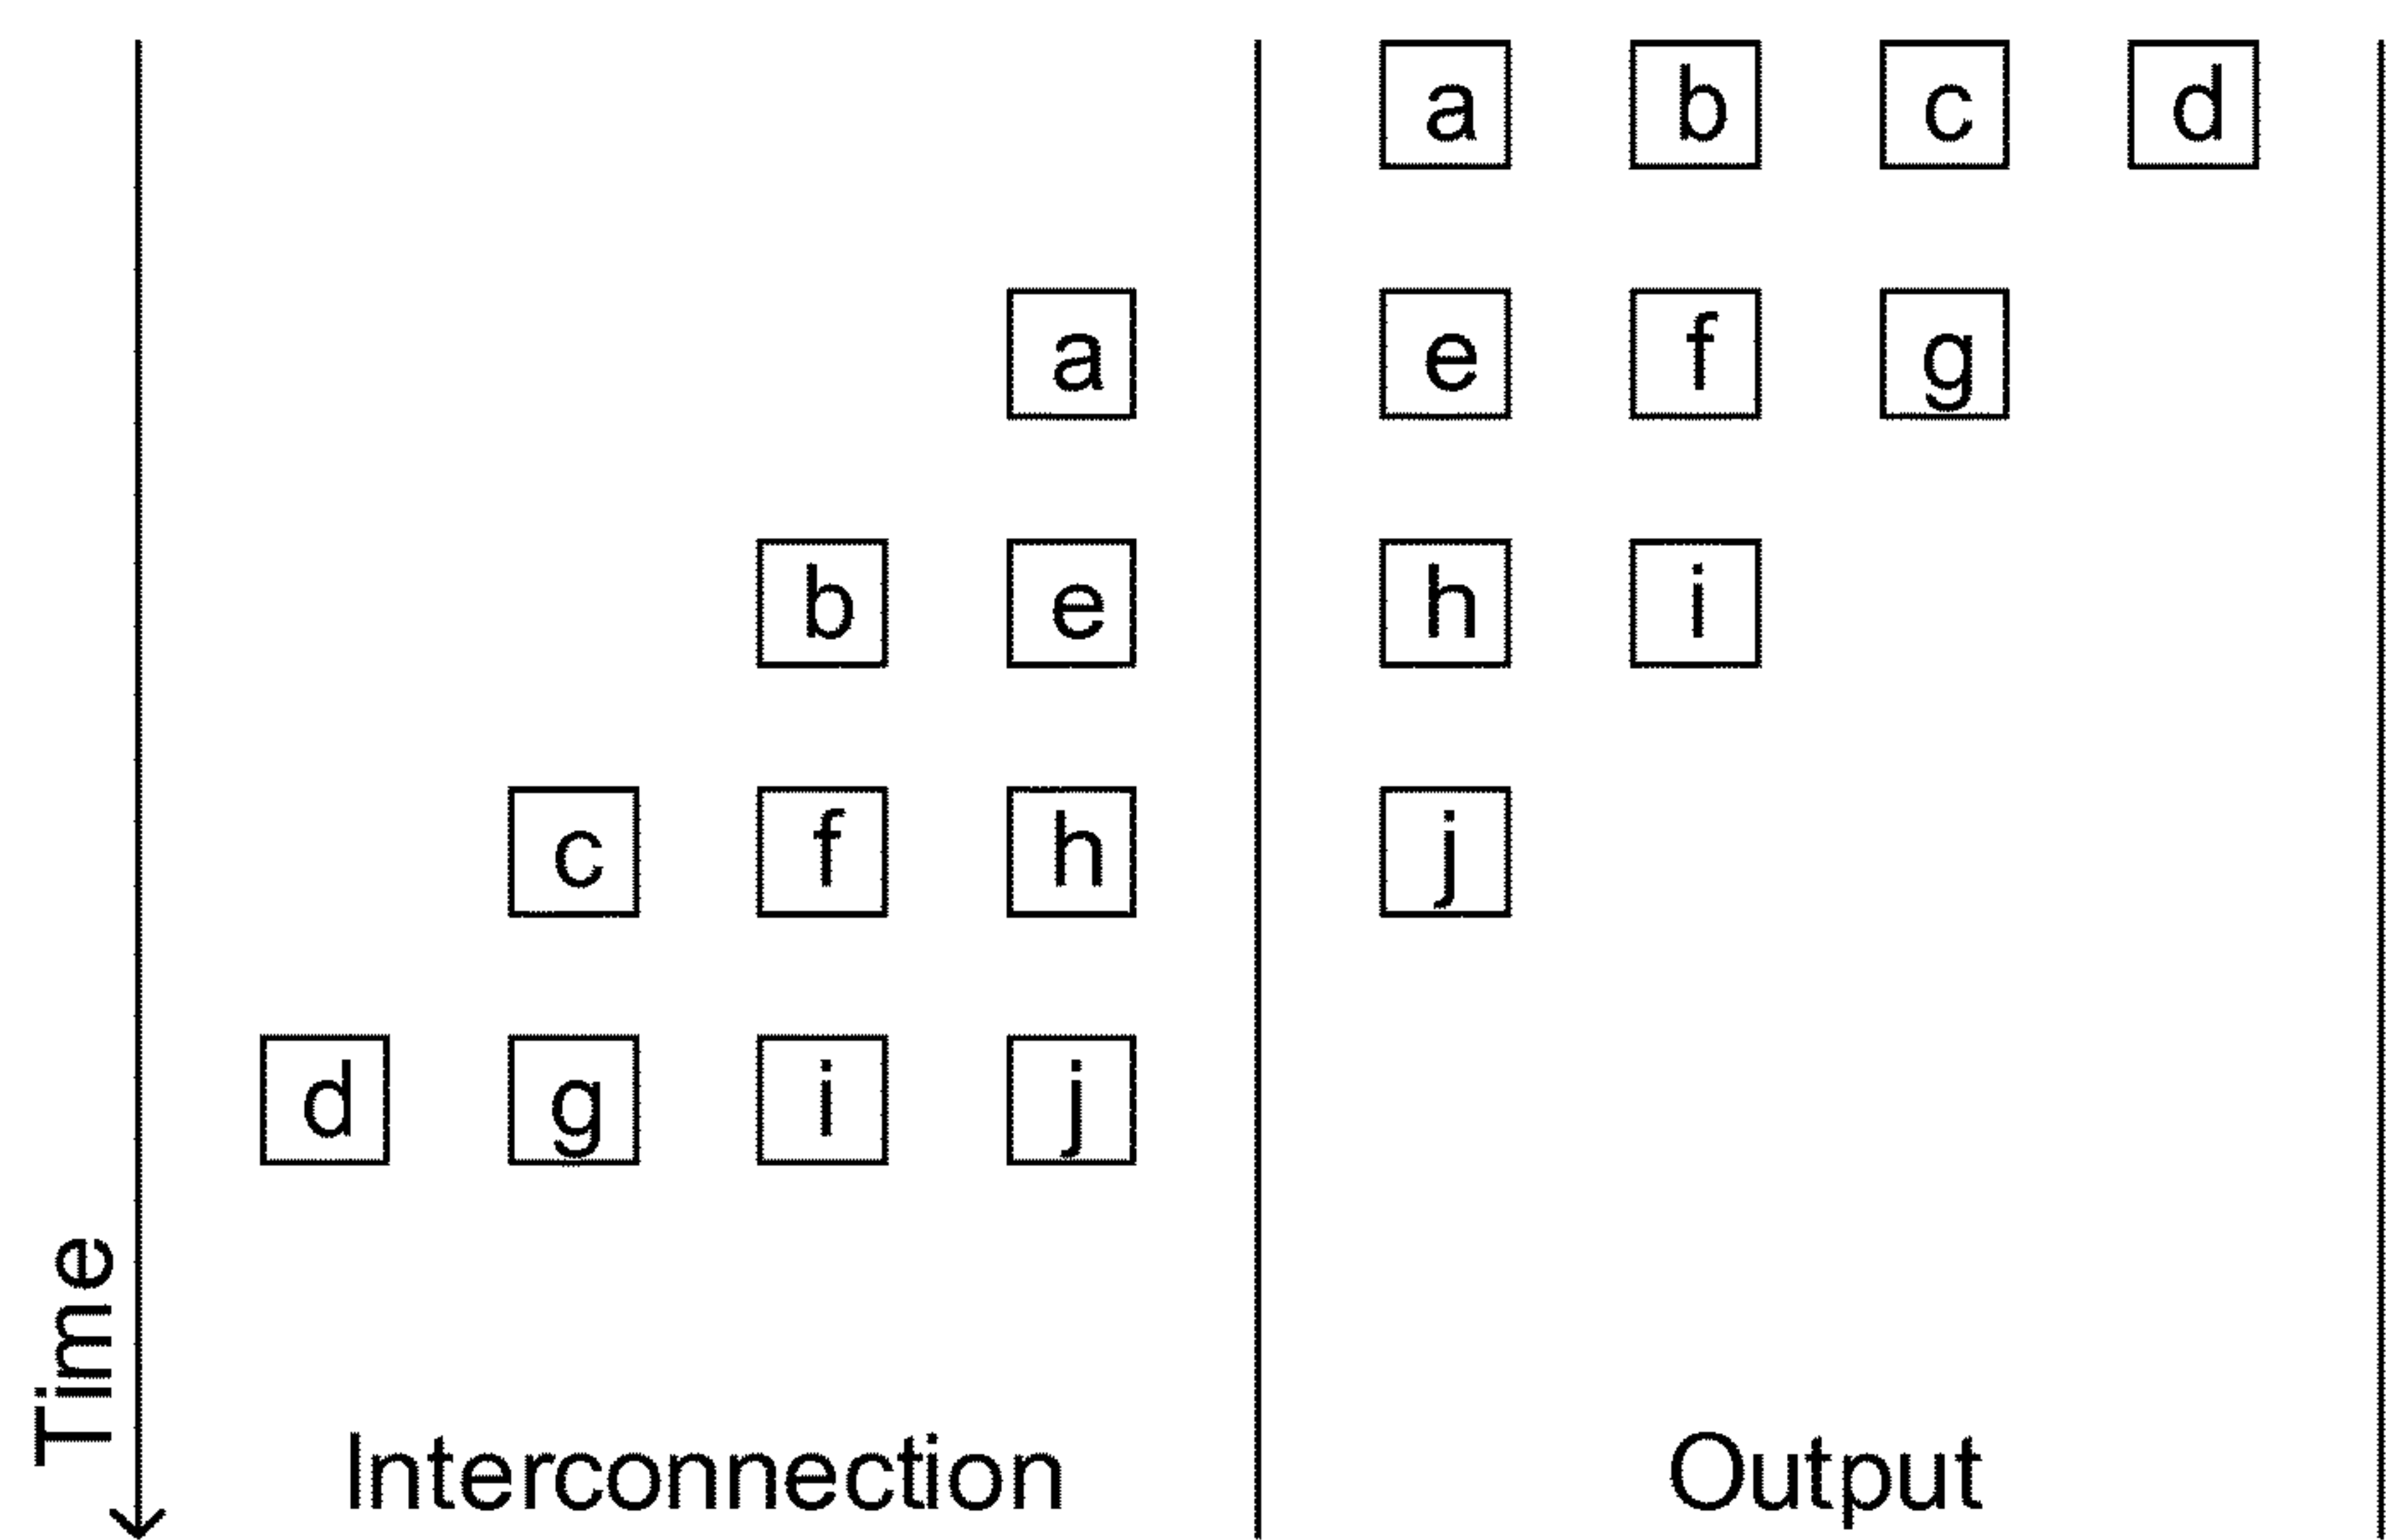 a b c d
a e f g
b e h i
c f h j
d g i j
Time
Interconnection Output